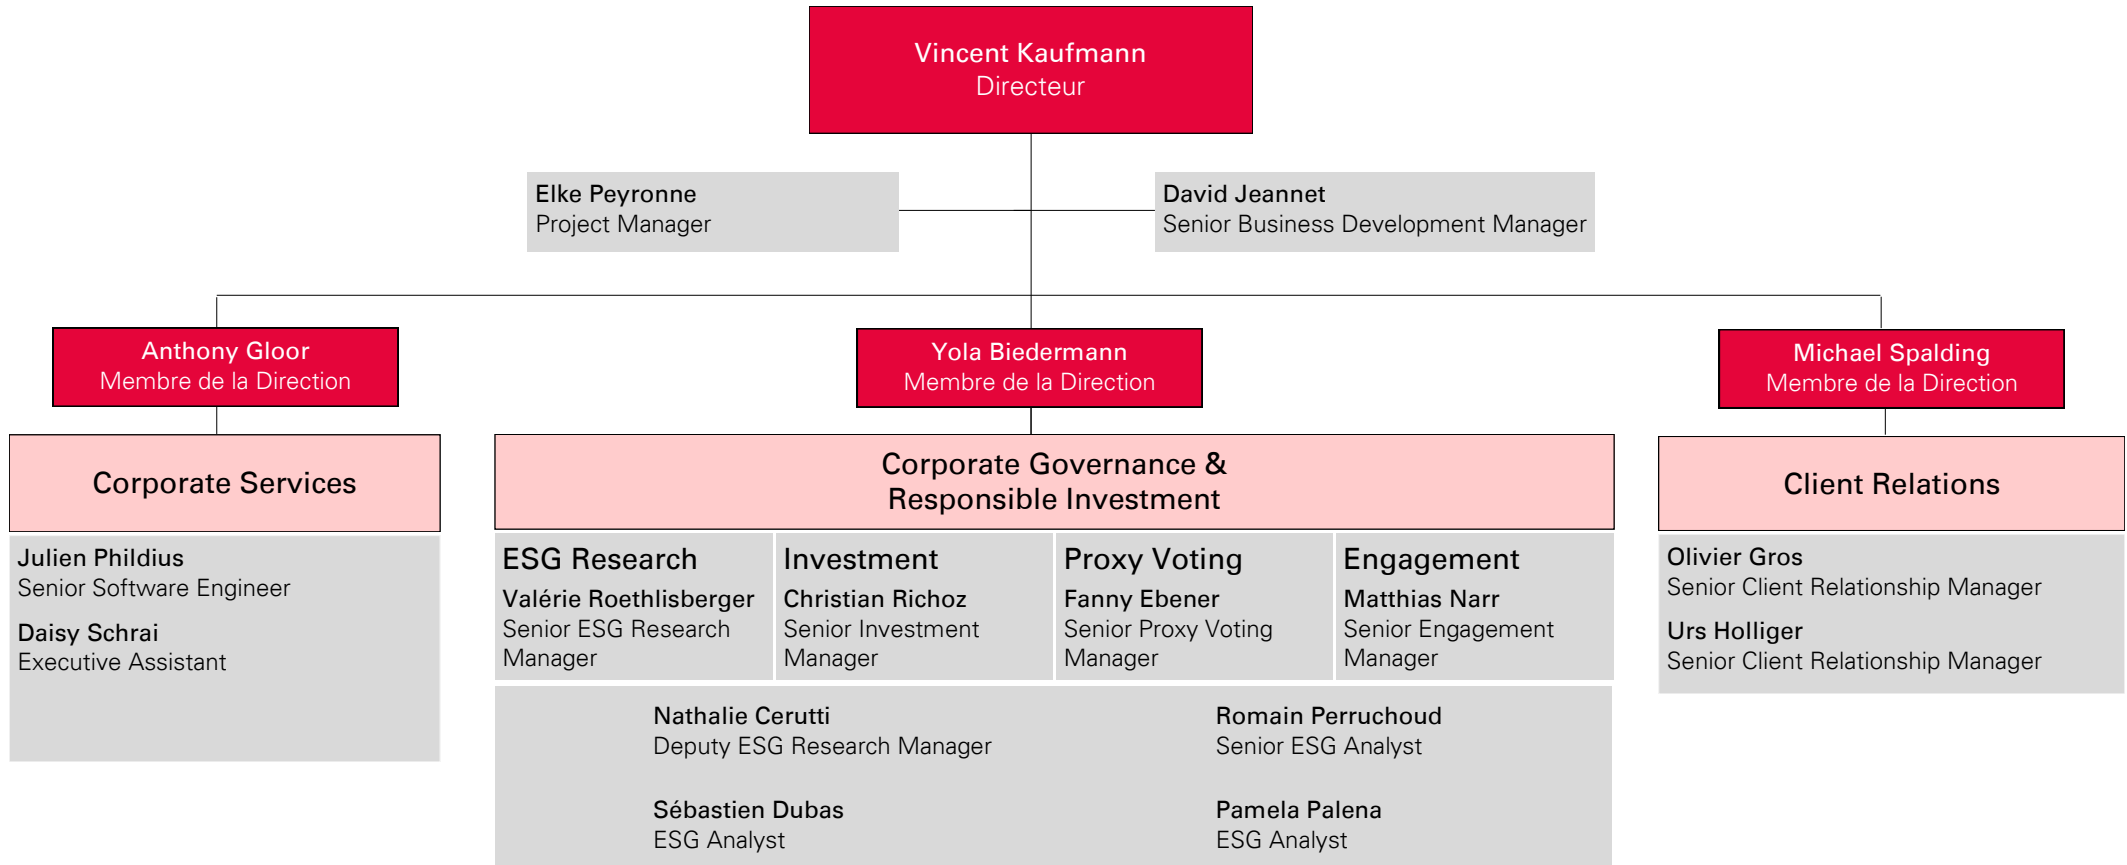 Vincent Kaufmann
Directeur
Elke Peyronne
Project Manager
David Jeannet
Senior Business Development Manager
Anthony Gloor
Membre de la Direction
Yola Biedermann
Membre de la Direction
Michael Spalding
Membre de la Direction
Corporate Services
Julien Phildius
Senior Software Engineer
Daisy Schrai
Executive Assistant
Corporate Governance &
Responsible Investment
ESG Research
Valérie Roethlisberger
Senior ESG Research
Manager
Investment
Christian Richoz
Senior Investment
Manager
Proxy Voting
Fanny Ebener
Senior Proxy Voting
Manager
Engagement
Matthias Narr
Senior Engagement
Manager
Nathalie Cerutti
Deputy ESG Research Manager
Romain Perruchoud
Senior ESG Analyst
Sébastien Dubas
ESG Analyst
Pamela Palena
ESG Analyst
Client Relations
Olivier Gros
Senior Client Relationship Manager
Urs Holliger
Senior Client Relationship Manager